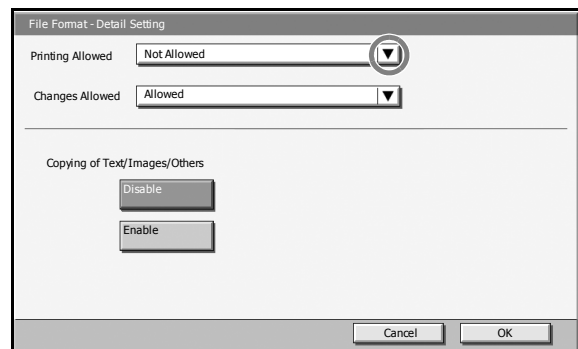 File Format - Detail Setting
Printing Allowed Not Allowed ▼
Changes Allowed Allowed ▼
Copying of Text/Images/Others
Disable
Enable
Cancel OK